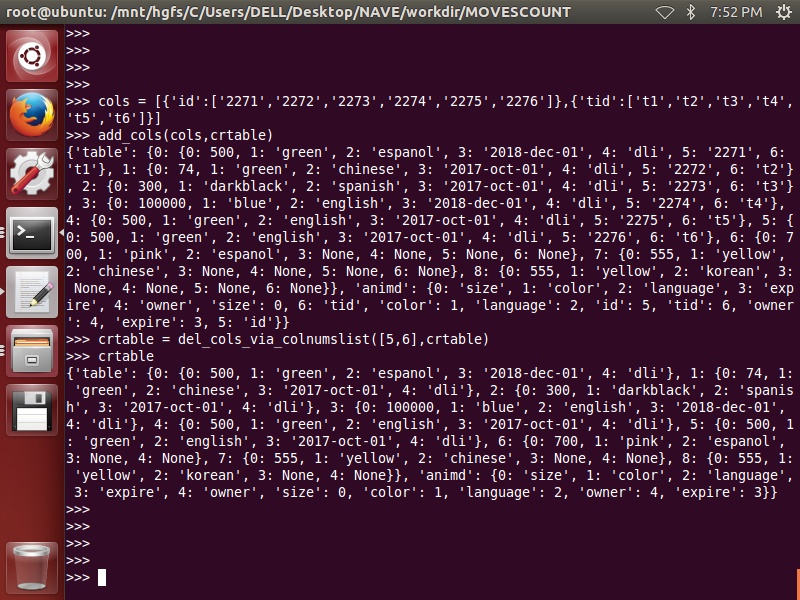 root@ubuntu: /mnt/hgfs/C/Users/DELL/Desktop/NAVE/workdir/MOVESCOUNT
7:52 PM
>>>
>>>
>>>
>>>
>>> cols = [{'id':['2271','2272','2273','2274','2275','2276']},{'tid':['t1','t2','t3','t4',
't5','t6']}]
>>> add_cols(cols,crtable)
{'table': {0: {0: 500, 1: 'green', 2: 'espanol', 3: '2018-dec-01', 4: 'dli', 5: '2271', 6:
't1'}, 1: {0: 74, 1: 'green', 2: 'chinese', 3: '2017-oct-01', 4: 'dli', 5: '2272', 6: 't2'}
, 2: {0: 300, 1: 'darkblack', 2: 'spanish', 3: '2017-oct-01', 4: 'dli', 5: '2273', 6: 't3'}
, 3: {0: 100000, 1: 'blue', 2: 'english', 3: '2018-dec-01', 4: 'dli', 5: '2274', 6: 't4'},
4: {0: 500, 1: 'green', 2: 'english', 3: '2017-oct-01', 4: 'dli', 5: '2275', 6: 't5'}, 5: {
0: 500, 1: 'green', 2: 'english', 3: '2017-oct-01', 4: 'dli', 5: '2276', 6: 't6'}, 6: {0: 7
00, 1: 'pink', 2: 'espanol', 3: None, 4: None, 5: None, 6: None}, 7: {0: 555, 1: 'yellow',
2: 'chinese', 3: None, 4: None, 5: None, 6: None}, 8: {0: 555, 1: 'yellow', 2: 'korean', 3:
None, 4: None, 5: None, 6: None}}, 'animd': {0: 'size', 1: 'color', 2: 'language', 3: 'exp
ire', 4: 'owner', 'size': 0, 6: 'tid', 'color': 1, 'language': 2, 'id': 5, 'tid': 6, 'owner
': 4, 'expire': 3, 5: 'id'}}
>>> crtable = del_cols_via_colnumslist([5,6],crtable)
>>> crtable
{'table': {0: {0: 500, 1: 'green', 2: 'espanol', 3: '2018-dec-01', 4: 'dli'}, 1: {0: 74, 1:
'green', 2: 'chinese', 3: '2017-oct-01', 4: 'dli'}, 2: {0: 300, 1: 'darkblack', 2: 'spanis
h', 3: '2017-oct-01', 4: 'dli'}, 3: {0: 100000, 1: 'blue', 2: 'english', 3: '2018-dec-01',
4: 'dli'}, 4: {0: 500, 1: 'green', 2: 'english', 3: '2017-oct-01', 4: 'dli'}, 5: {0: 500, 1
: 'green', 2: 'english', 3: '2017-oct-01', 4: 'dli'}, 6: {0: 700, 1: 'pink', 2: 'espanol',
3: None, 4: None}, 7: {0: 555, 1: 'yellow', 2: 'chinese', 3: None, 4: None}, 8: {0: 555, 1:
'yellow', 2: 'korean', 3: None, 4: None}}, 'animd': {0: 'size', 1: 'color', 2: 'language',
3: 'expire', 4: 'owner', 'size': 0, 'color': 1, 'language': 2, 'owner': 4, 'expire': 3}}
>>>
>>>
>>>
>>>
>>>